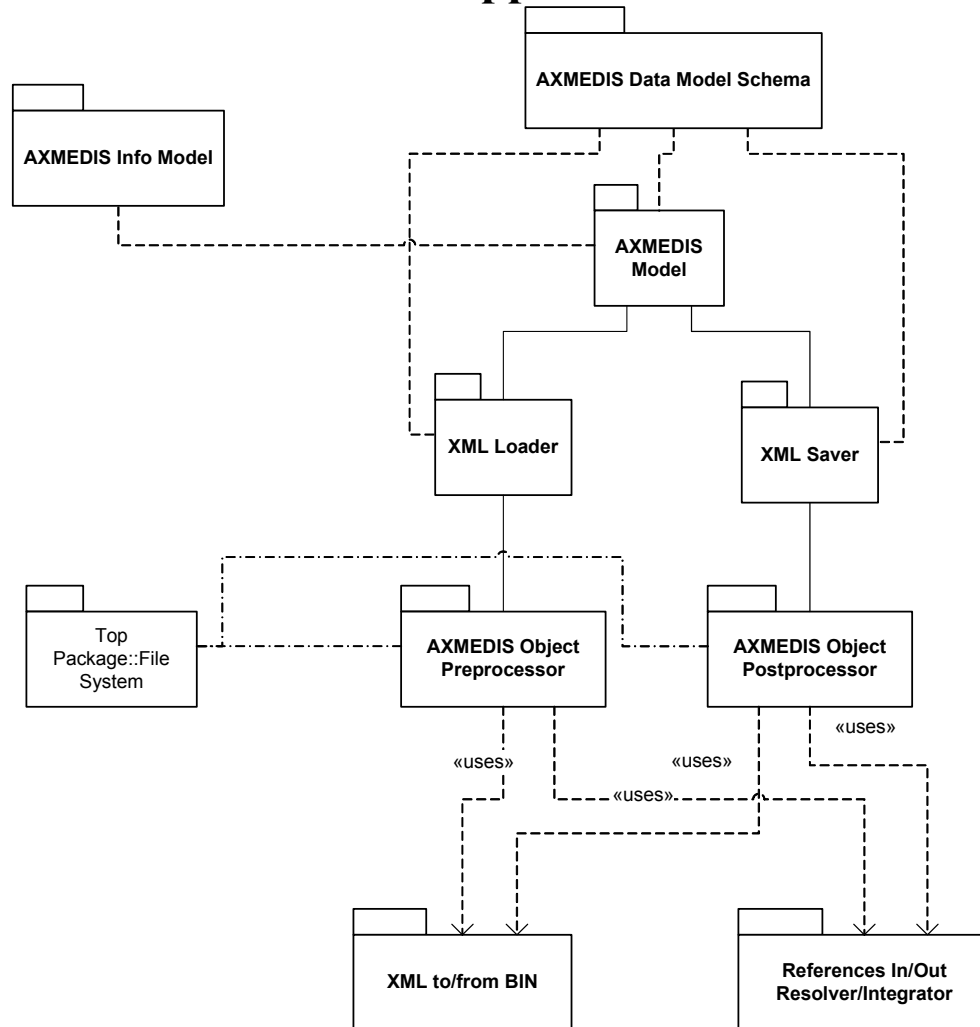 pp
AXMEDIS Data Model Schema
AXMEDIS Info Model
AXMEDIS
Model
XML Loader
XML Saver
Top
Package::File
System
AXMEDIS Object
Preprocessor
AXMEDIS Object
Postprocessor
«uses»
«uses»
«uses»
«uses»
XML to/from BIN
References In/Out
Resolver/Integrator